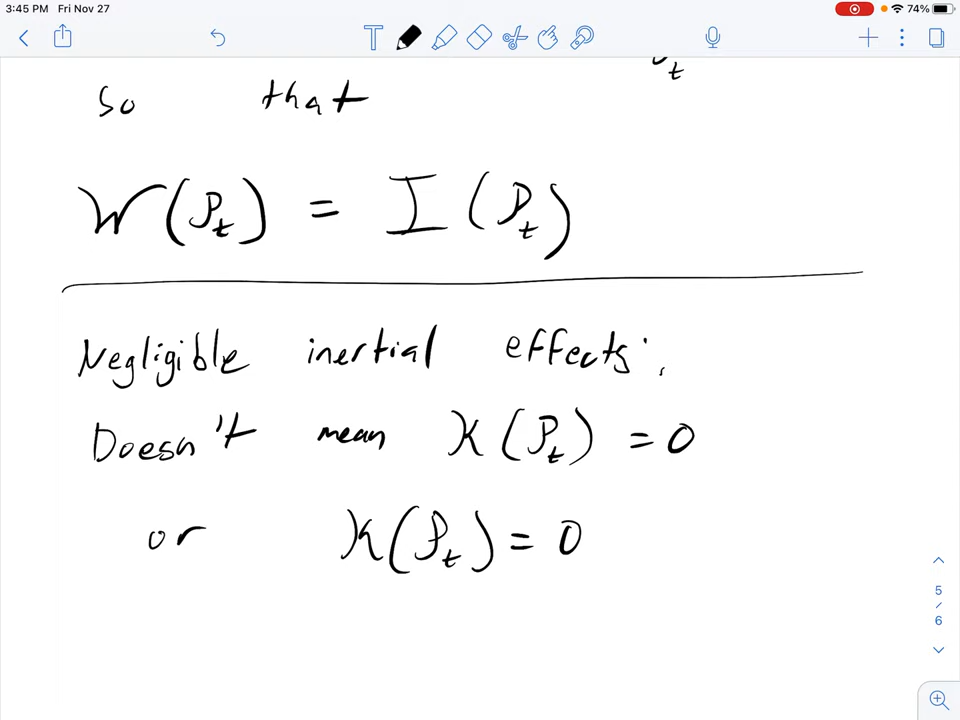 3:45 PM Fri Nov 27 74%
t
So that
W(P_t) = I(P_t)
Negligible inertial effects:
Doesn't mean K(P_t) = 0
or K(P_t) = 0
5
/
6